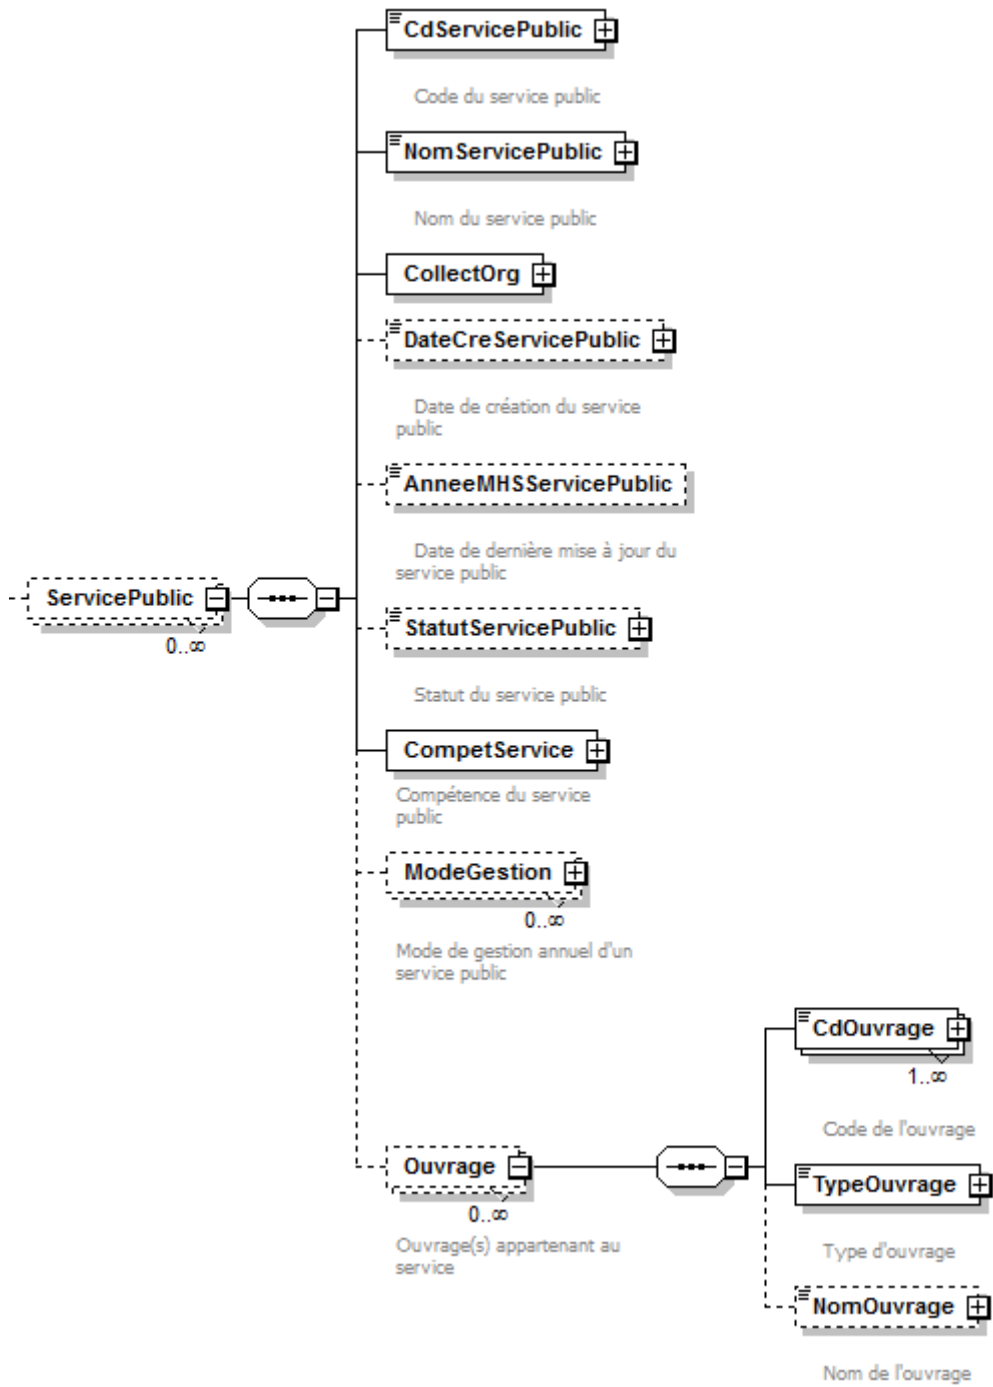 CdServicePublic
Code du service public
NomServicePublic
Nom du service public
CollectOrg
DateCreServicePublic
Date de création du service
public
AnneeMHSServicePublic
Date de dernière mise à jour du
service public
ServicePublic
0..∞
StatutServicePublic
Statut du service public
CompetService
Compétence du service
public
ModeGestion
0..∞
Mode de gestion annuel d'un
service public
Ouvrage
0..∞
Ouvrage(s) appartenant au
service
CdOuvrage
1..∞
Code de l'ouvrage
TypeOuvrage
Type d'ouvrage
NomOuvrage
Nom de l'ouvrage